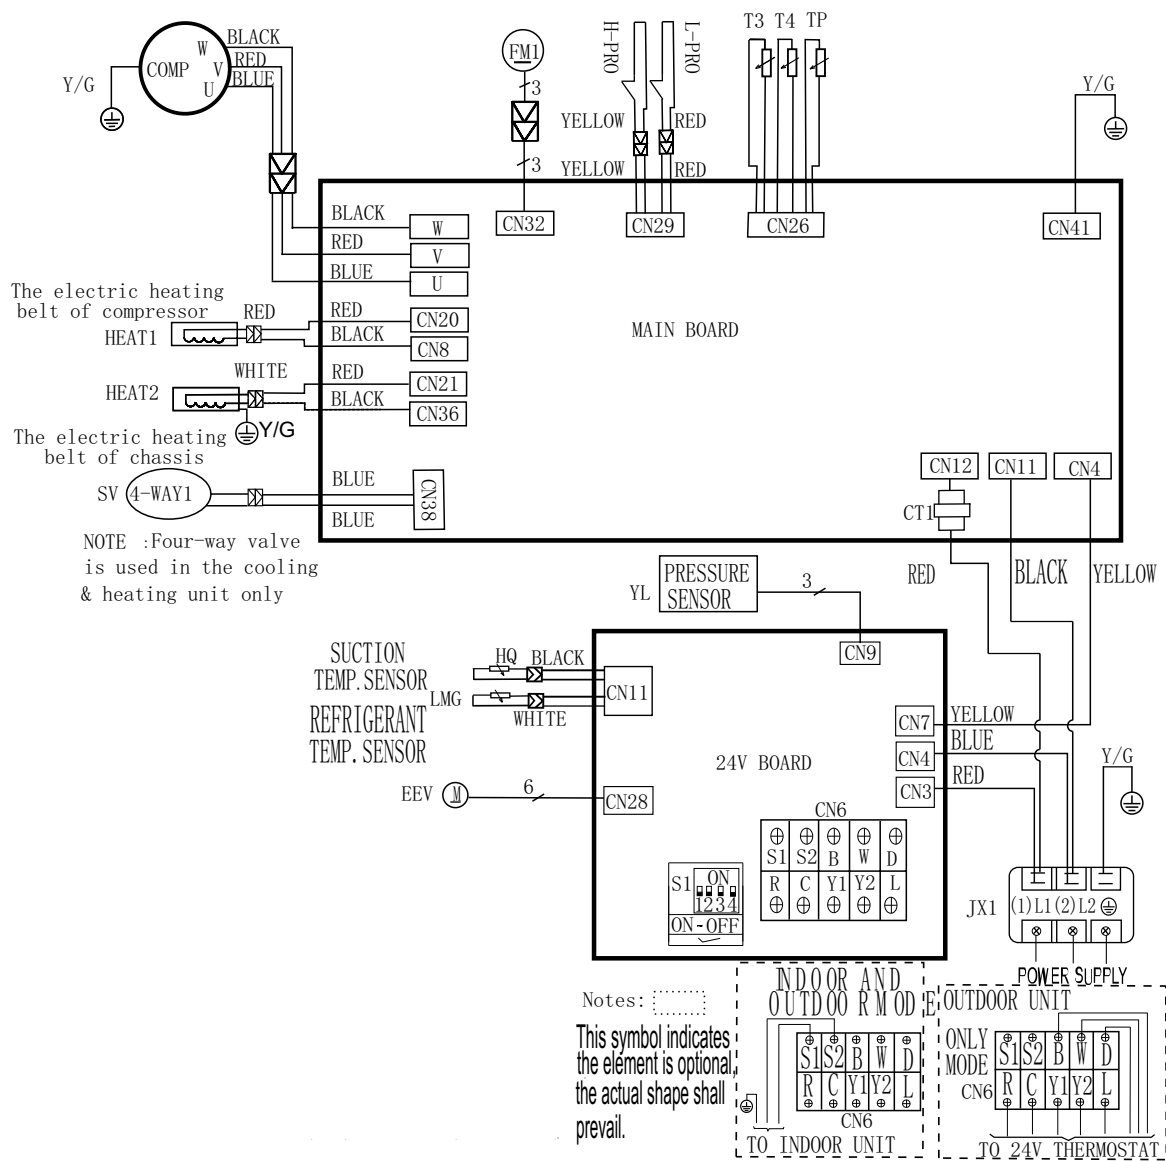 BLACK
W
RED
COMP
V
BLUE
U
Y/G
FM1
3
3
H-PRO
L-PRO
YELLOW
RED
YELLOW
RED
T3 T4 TP
Y/G
BLACK
W
CN32
CN29
CN26
CN41
RED
V
BLUE
U
The electric heating
belt of compressor
RED
HEAT1
RED
CN20
BLACK
CN8
MAIN BOARD
WHITE
HEAT2
RED
CN21
BLACK
CN36
Y/G
The electric heating
belt of chassis
SV
4-WAY1
BLUE
BLUE
CN38
NOTE :Four-way valve
is used in the cooling
& heating unit only
CN12
CN11
CN4
CT1
RED
BLACK
YELLOW
YL
PRESSURE
SENSOR
3
CN9
SUCTION
TEMP.SENSOR
HQ
BLACK
LMG
WHITE
REFRIGERANT
TEMP.SENSOR
CN11
EEV
M
6
CN28
24V BOARD
CN7
YELLOW
CN4
BLUE
CN3
RED
Y/G
CN6
S1 S2 B W D
R C Y1 Y2 L
S1
ON
1234
ON-OFF
JX1
(1)L1(2)L2
POWER SUPPLY
Notes:
This symbol indicates
the element is optional,
the actual shape shall
prevail.
INDOOR AND
OUTDOOR MODE
S1 S2 B W D
R C Y1 Y2 L
CN6
TO INDOOR UNIT
OUTDOOR UNIT
ONLY
MODE
CN6
S1 S2 B W D
R C Y1 Y2 L
TO 24V THERMOSTAT